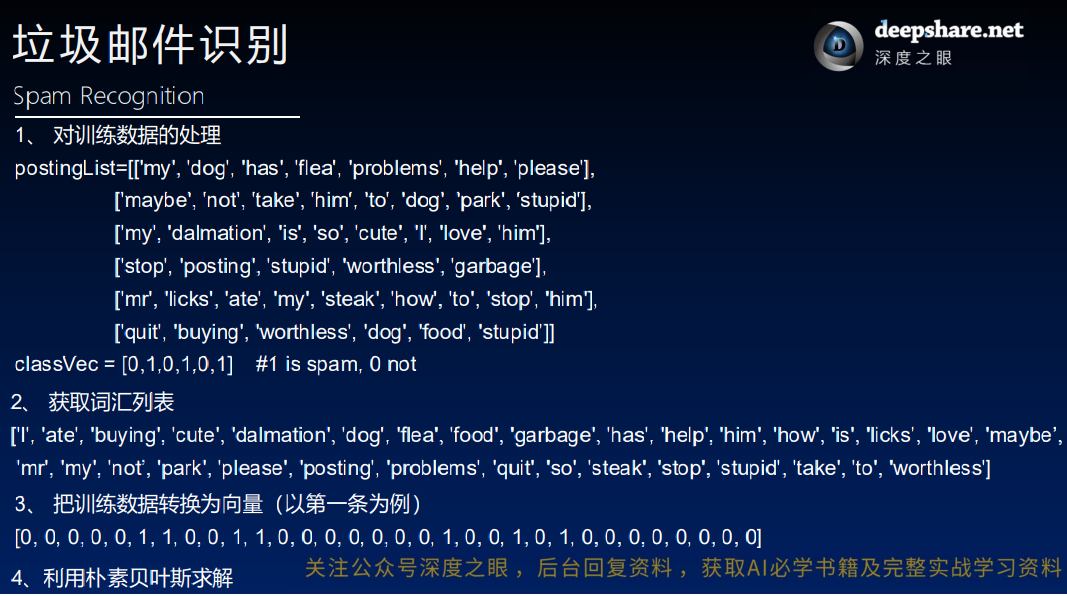 垃圾邮件识别
deepshare.net
深度之眼
Spam Recognition
1、 对训练数据的处理
postingList=[['my', 'dog', 'has', 'flea', 'problems', 'help', 'please'],
['maybe', 'not', 'take', 'him', 'to', 'dog', 'park', 'stupid'],
['my', 'dalmation', 'is', 'so', 'cute', 'I', 'love', 'him'],
['stop', 'posting', 'stupid', 'worthless', 'garbage'],
['mr', 'licks', 'ate', 'my', 'steak', 'how', 'to', 'stop', 'him'],
['quit', 'buying', 'worthless', 'dog', 'food', 'stupid']]
classVec = [0,1,0,1,0,1] #1 is spam, 0 not
2、 获取词汇列表
['I', 'ate', 'buying', 'cute', 'dalmation', 'dog', 'flea', 'food', 'garbage', 'has', 'help', 'him', 'how', 'is', 'licks', 'love', 'maybe',
'mr', 'my', 'not', 'park', 'please', 'posting', 'problems', 'quit', 'so', 'steak', 'stop', 'stupid', 'take', 'to', 'worthless']
3、 把训练数据转换为向量（以第一条为例）
[0, 0, 0, 0, 0, 1, 1, 0, 0, 1, 1, 0, 0, 0, 0, 0, 0, 0, 1, 0, 0, 1, 0, 1, 0, 0, 0, 0, 0, 0, 0, 0]
4、利用朴素贝叶斯求解
关注公众号深度之眼，后台回复资料，获取AI必学书籍及完整实战学习资料